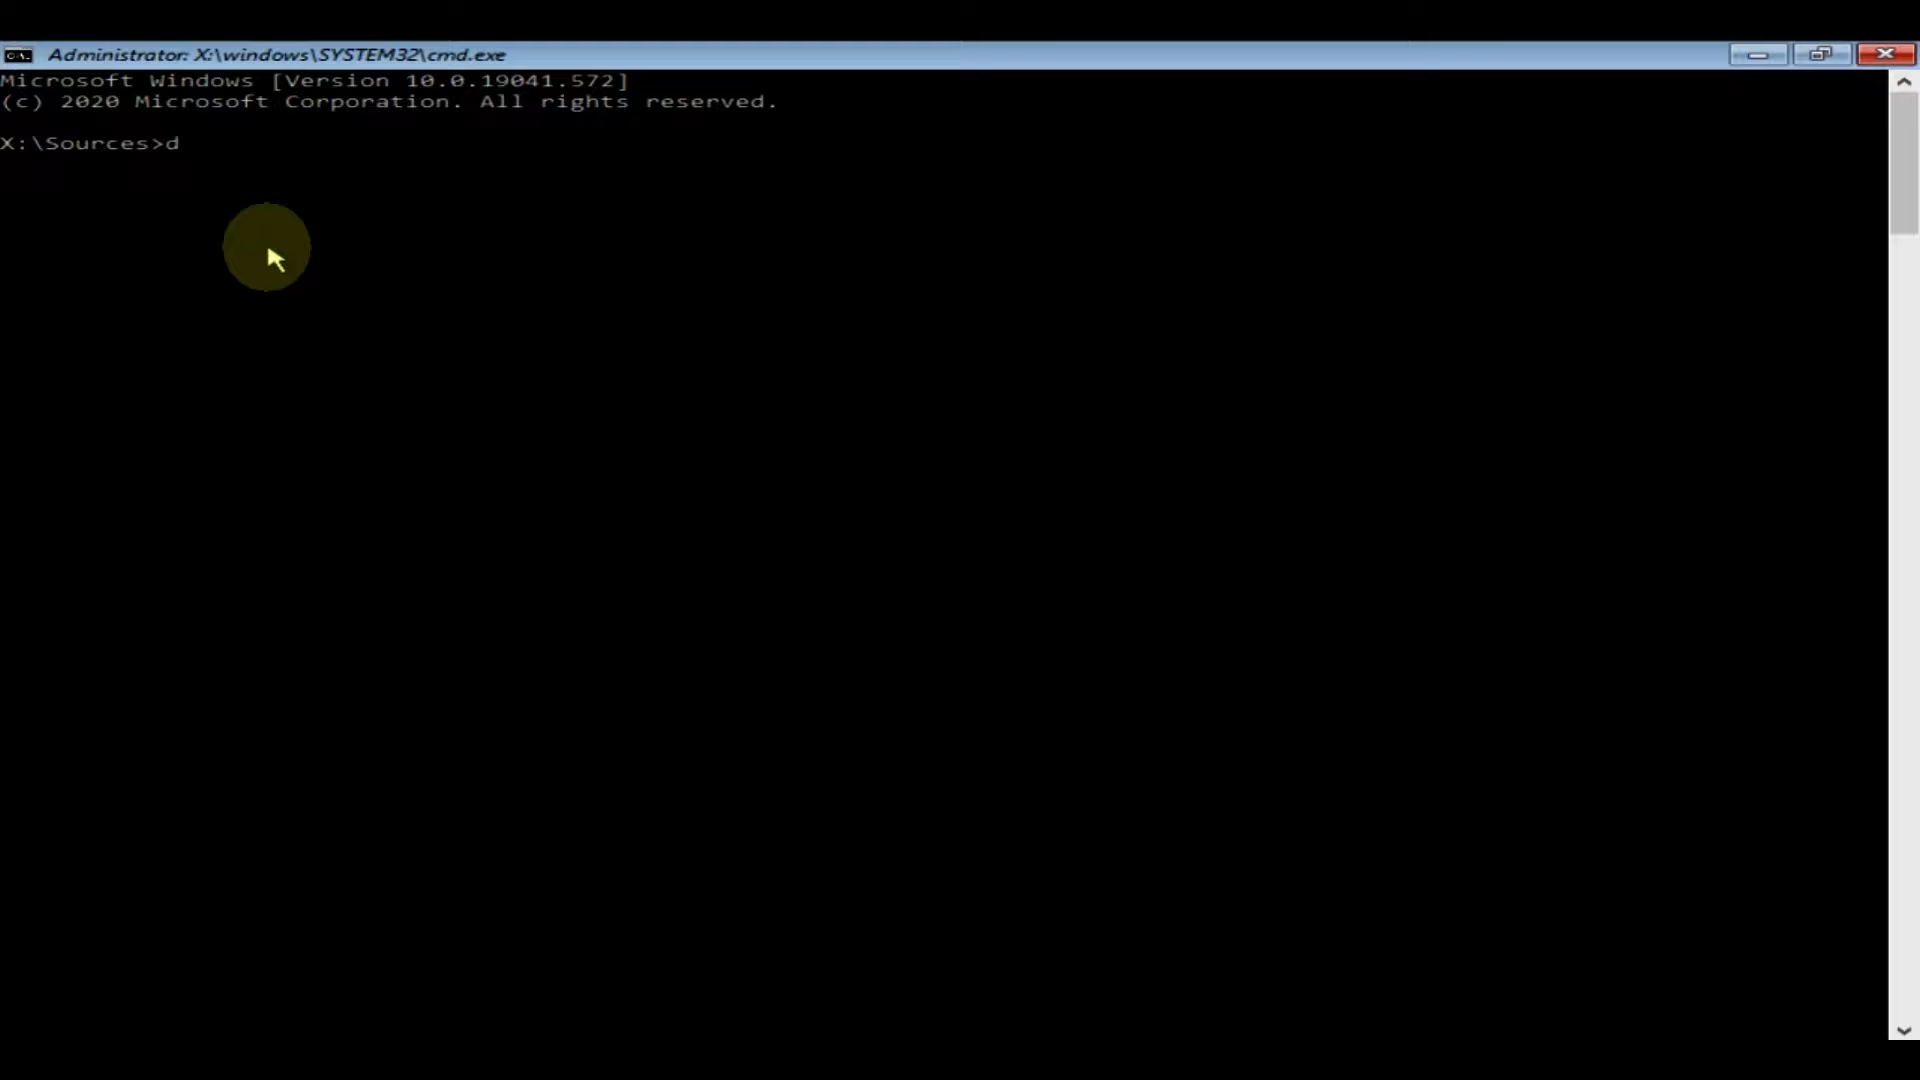 Administrator: X:\windows\SYSTEM32\cmd.exe
Microsoft Windows [Version 10.0.19041.572]
(c) 2020 Microsoft Corporation. All rights reserved.
X:\Sources>d